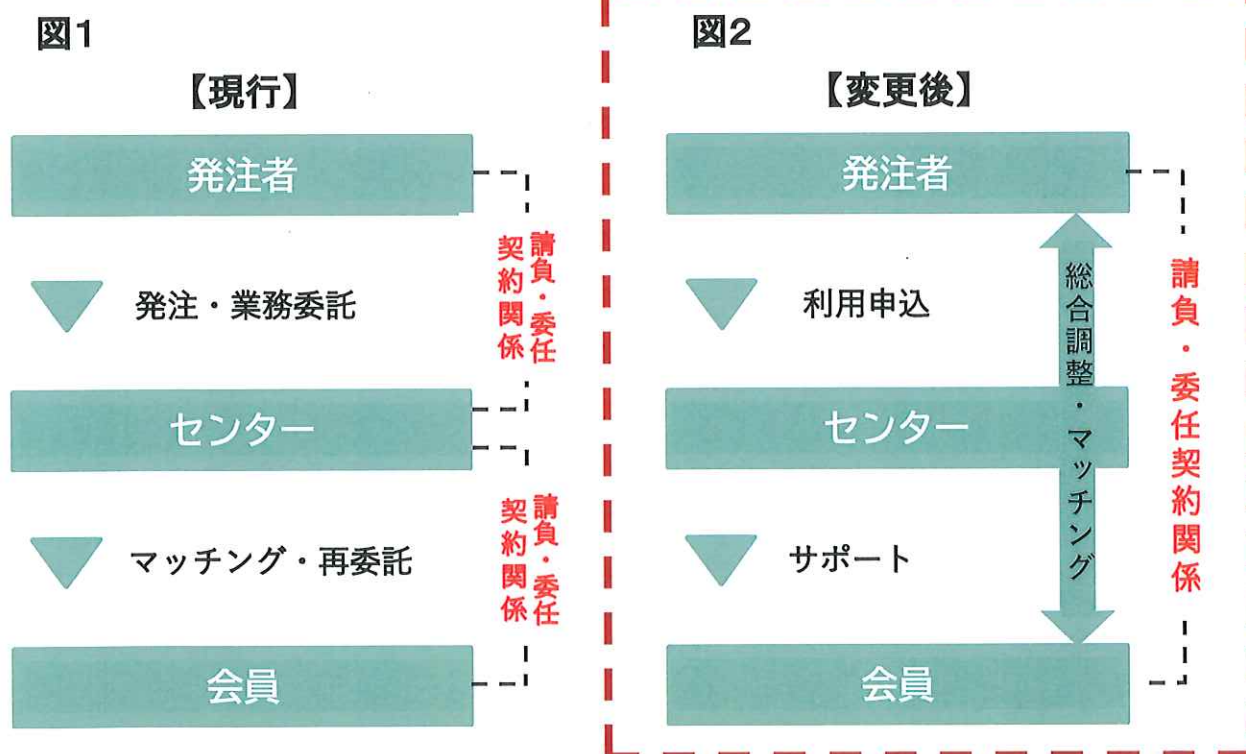 図1
【現行】
発注者
発注・業務委託
請負・委任
契約関係
センター
マッチング・再委託
請負・委任
契約関係
会員
図2
【変更後】
発注者
利用申込
総合調整・マッチング
請負・委任契約関係
センター
サポート
会員